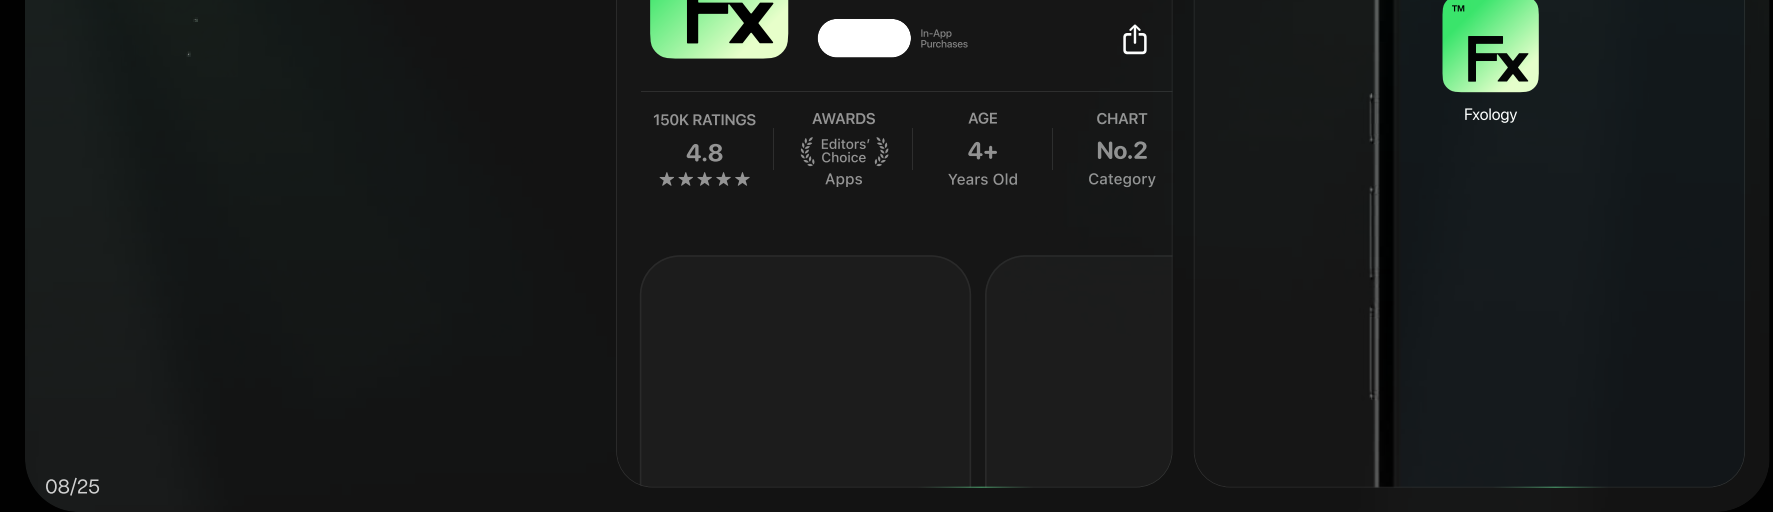 Fx
In-App
Purchases
150K RATINGS
4.8
AWARDS
Editors’
Choice
Apps
AGE
4+
Years Old
CHART
No.2
Category
TM
Fx
Fxology
08/25